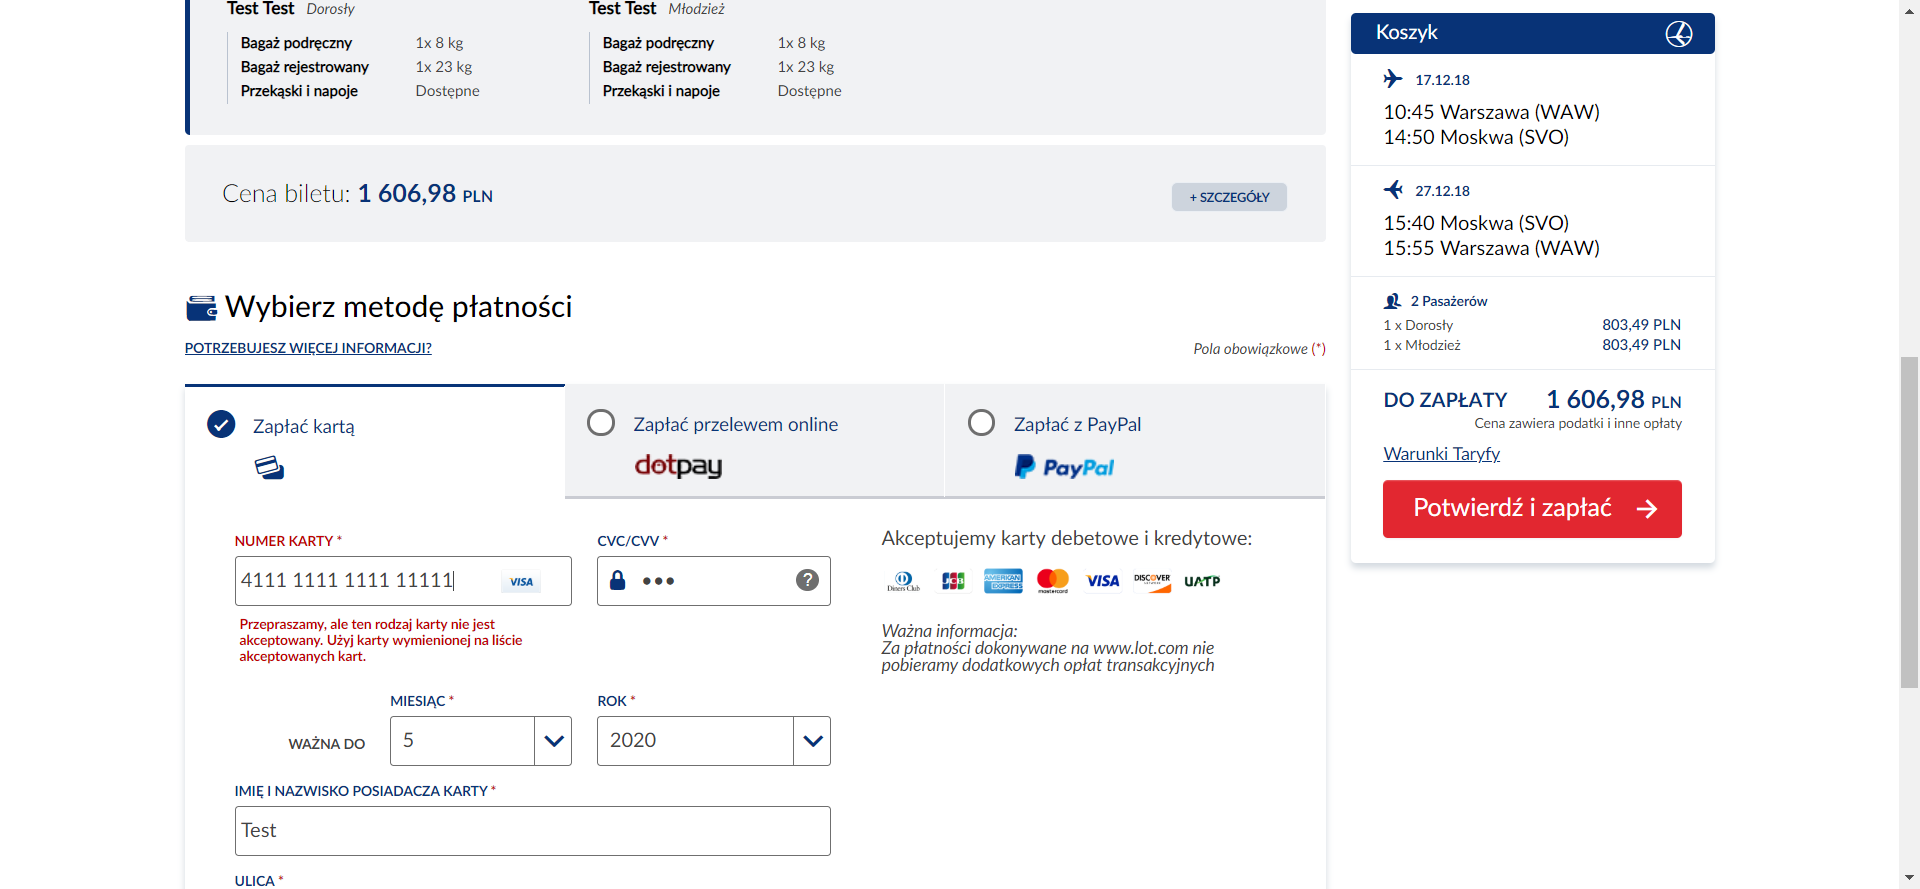 Test Test Dorosły
Bagaż podręczny 1x 8 kg
Bagaż rejestrowany 1x 23 kg
Przekąski i napoje Dostępne
Test Test Młodzież
Bagaż podręczny 1x 8 kg
Bagaż rejestrowany 1x 23 kg
Przekąski i napoje Dostępne
Cena biletu: 1 606,98 PLN
+ SZCZEGÓŁY
Wybierz metodę płatności
POTRZEBUJESZ WIĘCEJ INFORMACJI?
Pola obowiązkowe (*)
Zapłać kartą
Zapłać przelewem online
dotpay
Zapłać z PayPal
PayPal
NUMER KARTY *
4111 1111 1111 11111
VISA
Przepraszamy, ale ten rodzaj karty nie jest
akceptowany. Użyj karty wymienionej na liście
akceptowanych kart.
CVC/CVV *
•••
?
Akceptujemy karty debetowe i kredytowe:
Diners Club JCB AMERICAN EXPRESS mastercard VISA DISCOVER UATP
Ważna informacja:
Za płatności dokonywane na www.lot.com nie
pobieramy dodatkowych opłat transakcyjnych
WAŻNA DO
MIESIĄC *
5
ROK *
2020
IMIĘ I NAZWISKO POSIADACZA KARTY *
Test
ULICA *
Koszyk
17.12.18
10:45 Warszawa (WAW)
14:50 Moskwa (SVO)
27.12.18
15:40 Moskwa (SVO)
15:55 Warszawa (WAW)
2 Pasażerów
1 x Dorosły 803,49 PLN
1 x Młodzież 803,49 PLN
DO ZAPŁATY 1 606,98 PLN
Cena zawiera podatki i inne opłaty
Warunki Taryfy
Potwierdź i zapłać